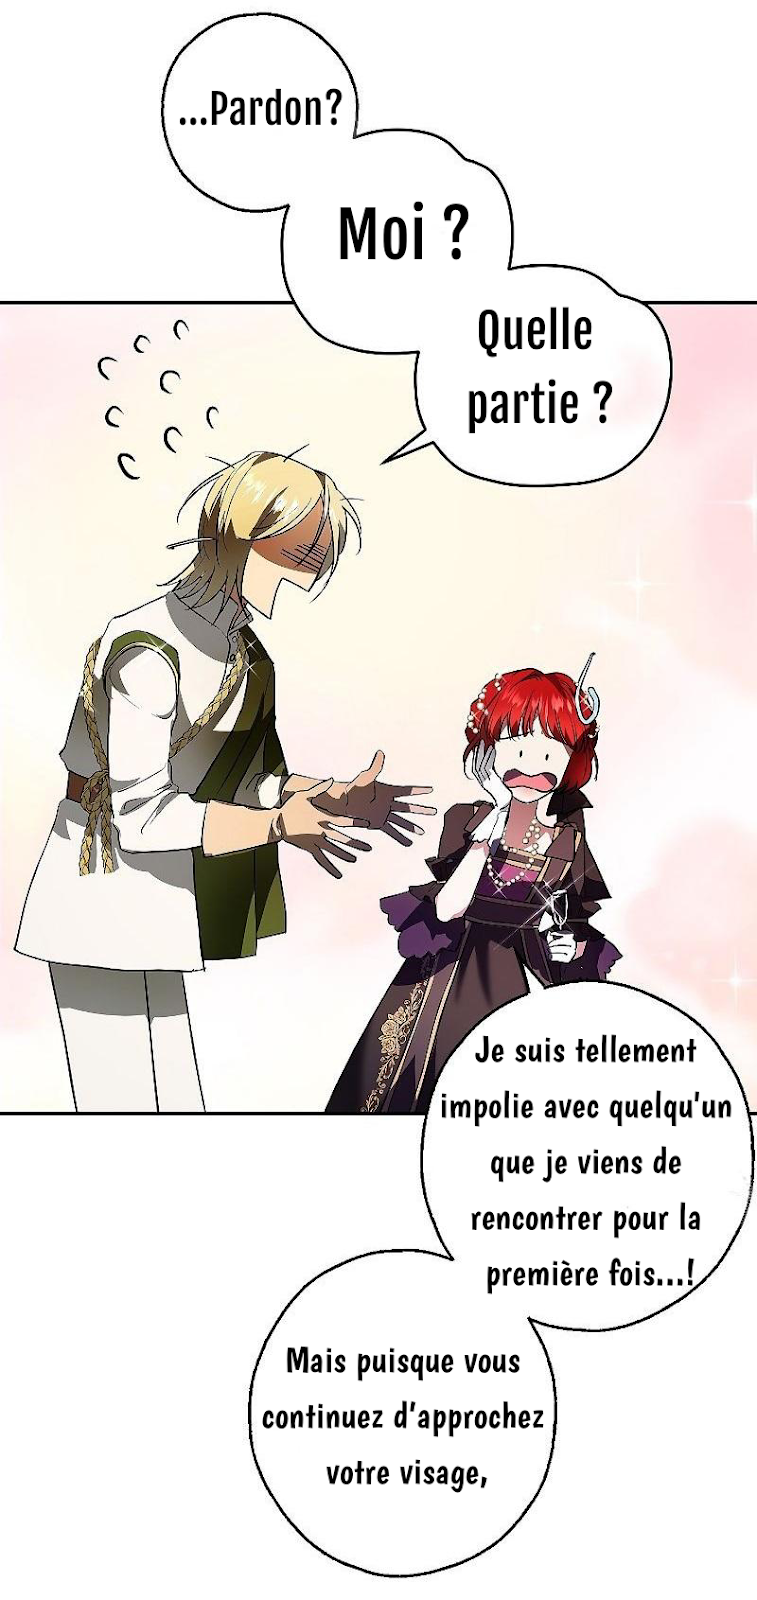 ...Pardon?
Moi ?
Quelle
partie ?
Je suis tellement
impolie avec quelqu'un
que je viens de
rencontrer pour la
première fois...!
Mais puisque vous
continuez d'approchez
votre visage,